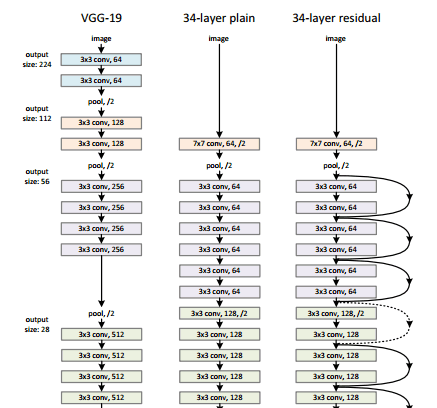 VGG-19
34-layer plain
34-layer residual
image
image
image
output
size: 224
3x3 conv, 64
3x3 conv, 64
pool, /2
output
size: 112
3x3 conv, 128
3x3 conv, 128
7x7 conv, 64, /2
7x7 conv, 64, /2
pool, /2
pool, /2
pool, /2
output
size: 56
3x3 conv, 256
3x3 conv, 64
3x3 conv, 64
3x3 conv, 256
3x3 conv, 64
3x3 conv, 64
3x3 conv, 256
3x3 conv, 64
3x3 conv, 64
3x3 conv, 256
3x3 conv, 64
3x3 conv, 64
3x3 conv, 64
3x3 conv, 64
3x3 conv, 64
3x3 conv, 64
pool, /2
3x3 conv, 128, /2
3x3 conv, 128, /2
output
size: 28
3x3 conv, 512
3x3 conv, 128
3x3 conv, 128
3x3 conv, 512
3x3 conv, 128
3x3 conv, 128
3x3 conv, 512
3x3 conv, 128
3x3 conv, 128
3x3 conv, 512
3x3 conv, 128
3x3 conv, 128